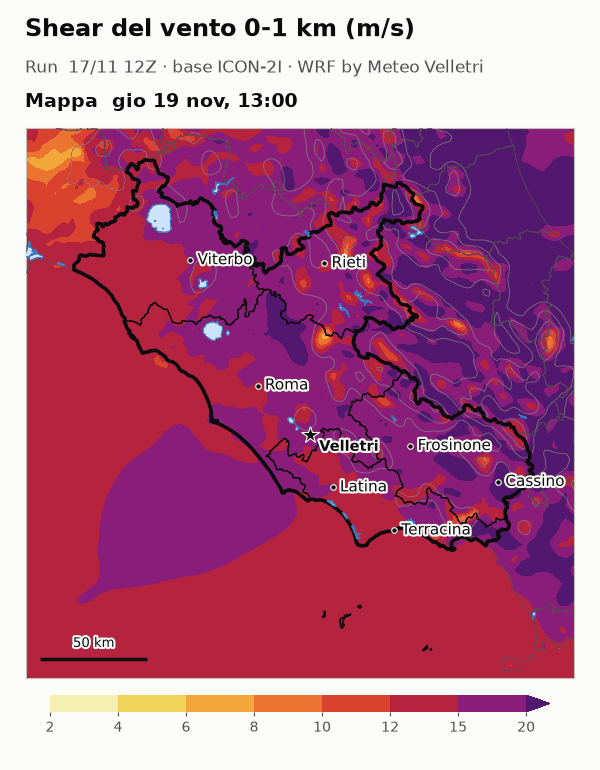 Shear del vento 0-1 km (m/s)
Run  17/11 12Z · base ICON-2I · WRF by Meteo Velletri
Mappa  gio 19 nov, 13:00
Viterbo
Rieti
Roma
Velletri
Frosinone
Cassino
Latina
Terracina
50 km
2 4 6 8 10 12 15 20